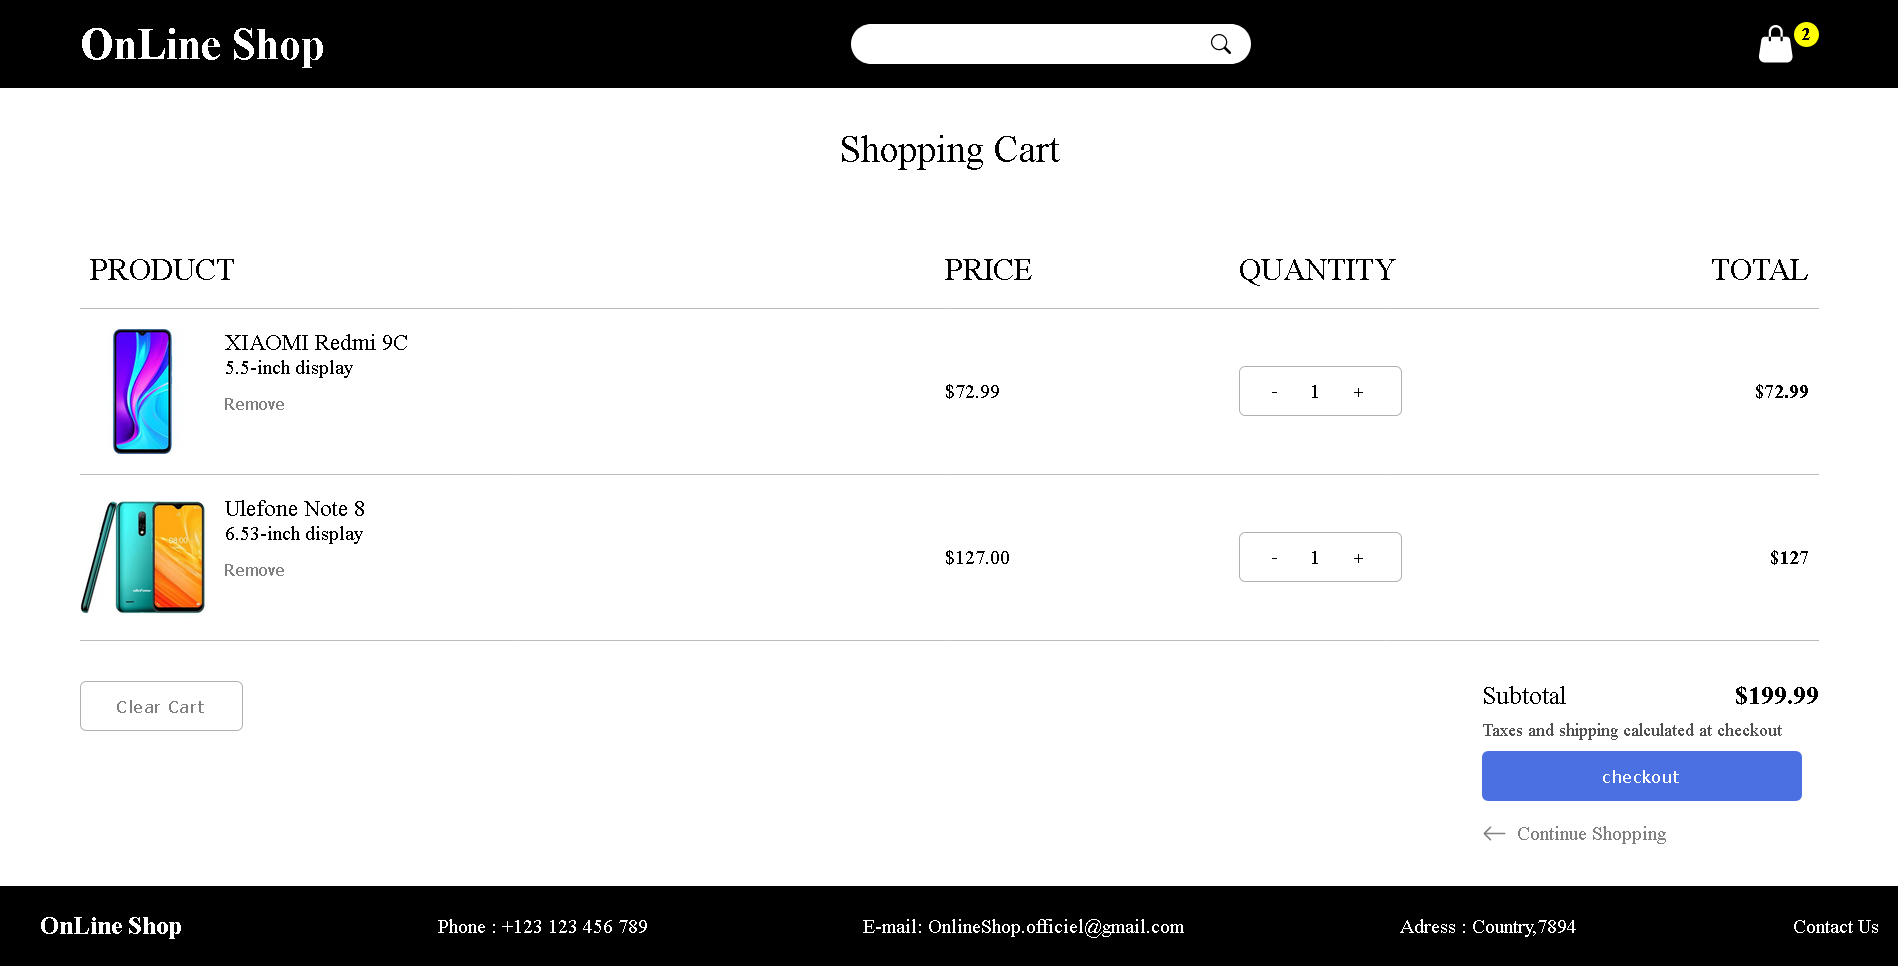 OnLine Shop
2
Shopping Cart
PRODUCT PRICE QUANTITY TOTAL
XIAOMI Redmi 9C
5.5-inch display
Remove
$72.99
- 1 +
$72.99
Ulefone Note 8
6.53-inch display
Remove
08:00
$127.00
- 1 +
$127
Clear Cart
Subtotal $199.99
Taxes and shipping calculated at checkout
checkout
Continue Shopping
OnLine Shop Phone : +123 123 456 789 E-mail: OnlineShop.officiel@gmail.com Adress : Country,7894 Contact Us